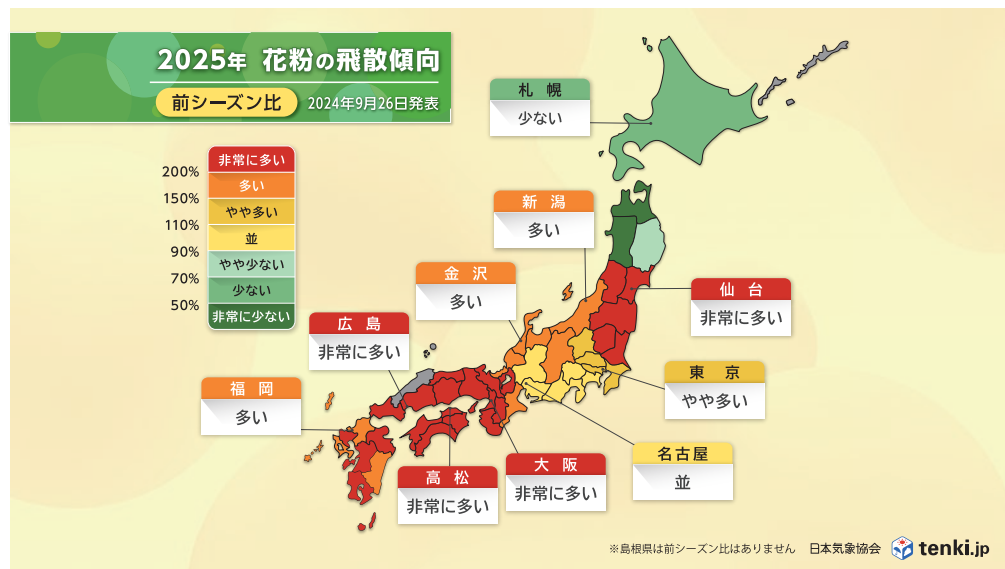 2025年 花粉の飛散傾向
前シーズン比 2024年9月26日発表
非常に多い
200%
多い
150%
やや多い
110%
並
90%
やや少ない
70%
少ない
50%
非常に少ない
札幌
少ない
新潟
多い
金沢
多い
仙台
非常に多い
広島
非常に多い
東京
やや多い
福岡
多い
名古屋
並
大阪
非常に多い
高松
非常に多い
※島根県は前シーズン比はありません 日本気象協会 tenki.jp